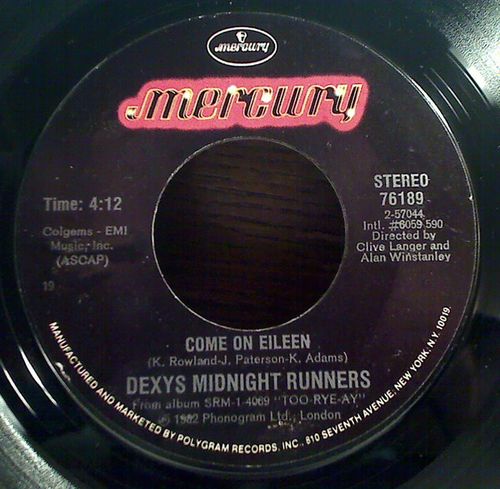 mercury
mercury
Time: 4:12
Colgems - EMI
Music, Inc.
(ASCAP)
19
STEREO
76189
2-57044
Intl. #6059 590
Directed by
Clive Langer and
Alan Winstanley
COME ON EILEEN
(K. Rowland-J. Paterson-K. Adams)
DEXYS MIDNIGHT RUNNERS
From album SRM-1-4069 "TOO-RYE-AY"
℗ 1982 Phonogram Ltd., London
MANUFACTURED AND MARKETED BY POLYGRAM RECORDS, INC., 810 SEVENTH AVENUE, NEW YORK, N.Y. 10019.